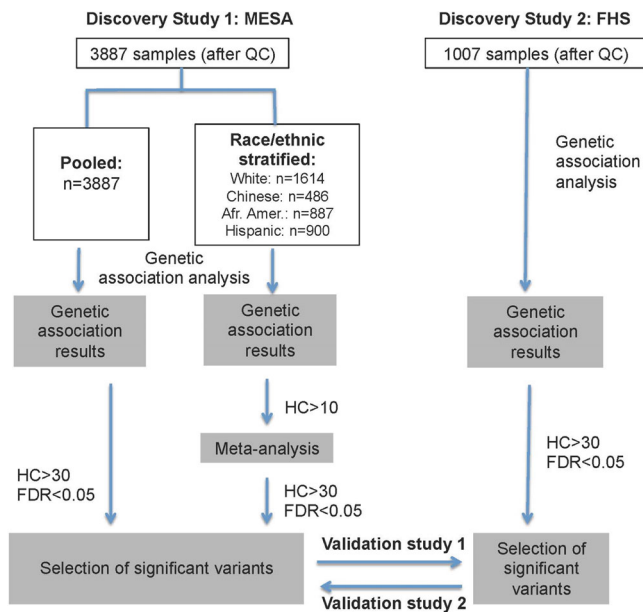 Discovery Study 1: MESA
3887 samples (after QC)
Pooled:
n=3887
Race/ethnic
stratified:
White: n=1614
Chinese: n=486
Afr. Amer.: n=887
Hispanic: n=900
Genetic
association analysis
Genetic
association
results
Genetic
association
results
HC>10
Meta-analysis
HC>30
FDR<0.05
HC>30
FDR<0.05
Selection of significant variants
Validation study 1
Validation study 2
Discovery Study 2: FHS
1007 samples (after QC)
Genetic
association
analysis
Genetic
association
results
HC>30
FDR<0.05
Selection of
significant
variants